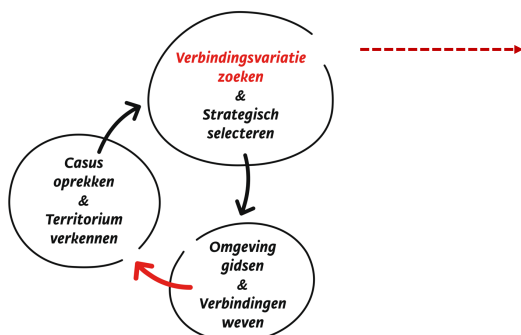 Verbindingsvariatie
zoeken
&
Strategisch
selecteren
Casus
oprekken
&
Territorium
verkennen
Omgeving
gidsen
&
Verbindingen
weven